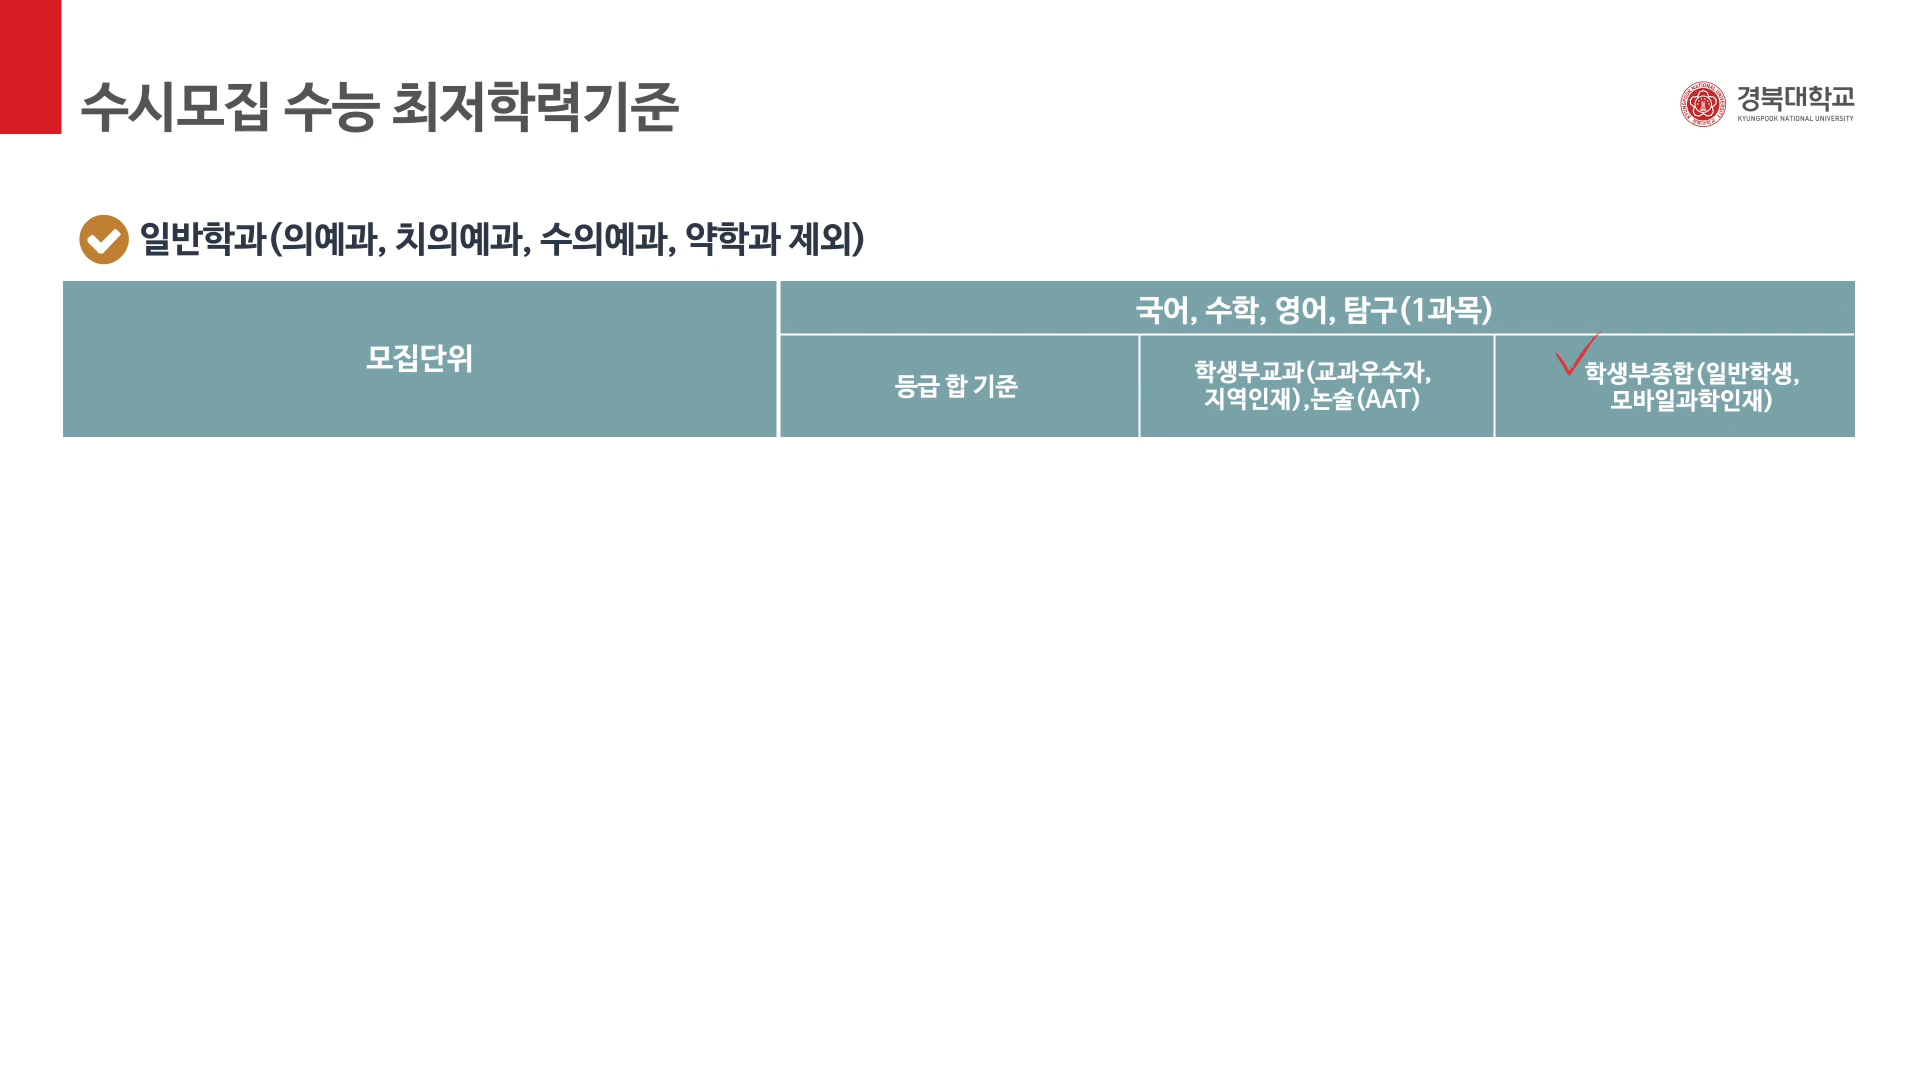 수시모집 수능 최저학력기준
경북대학교
KYUNGPOOK NATIONAL UNIVERSITY
일반학과(의예과, 치의예과, 수의예과, 약학과 제외)
모집단위
국어, 수학, 영어, 탐구(1과목)
등급 합 기준
학생부교과(교과우수자,
지역인재),논술(AAT)
학생부종합(일반학생,
모바일과학인재)